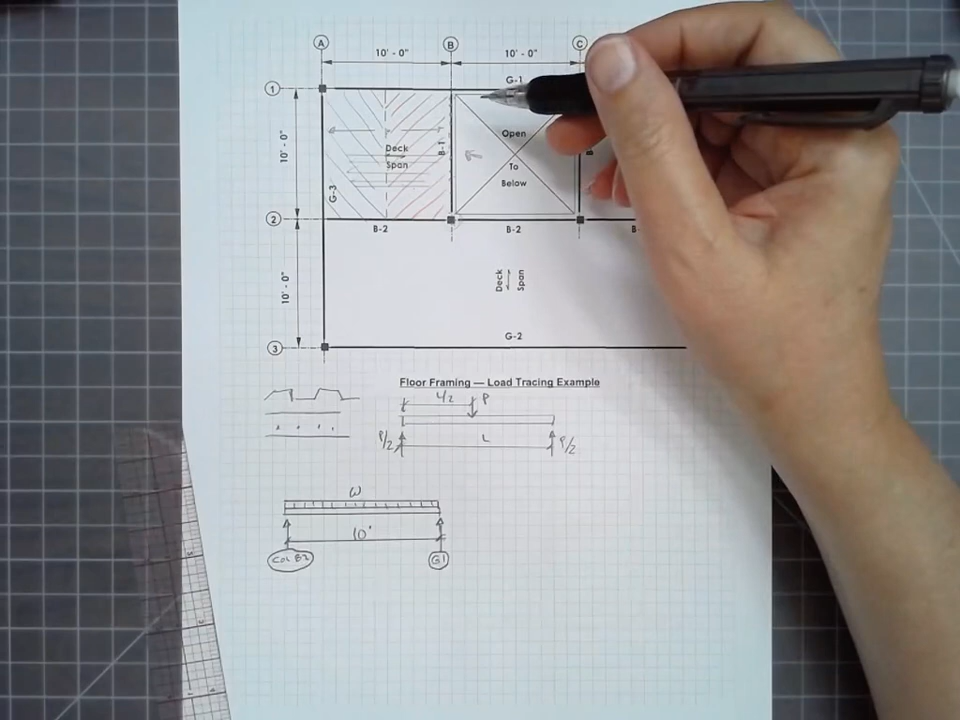 A B C
10' - 0" 10' - 0"
G-1
1
10' - 0"
Deck
Span
B-1
Open
To
Below
G-3
2
B-2 B-2
10' - 0"
Deck
Span
3
G-2
Floor Framing — Load Tracing Example
L/2 P
P/2 L P/2
ω
10'
Col B2 G1